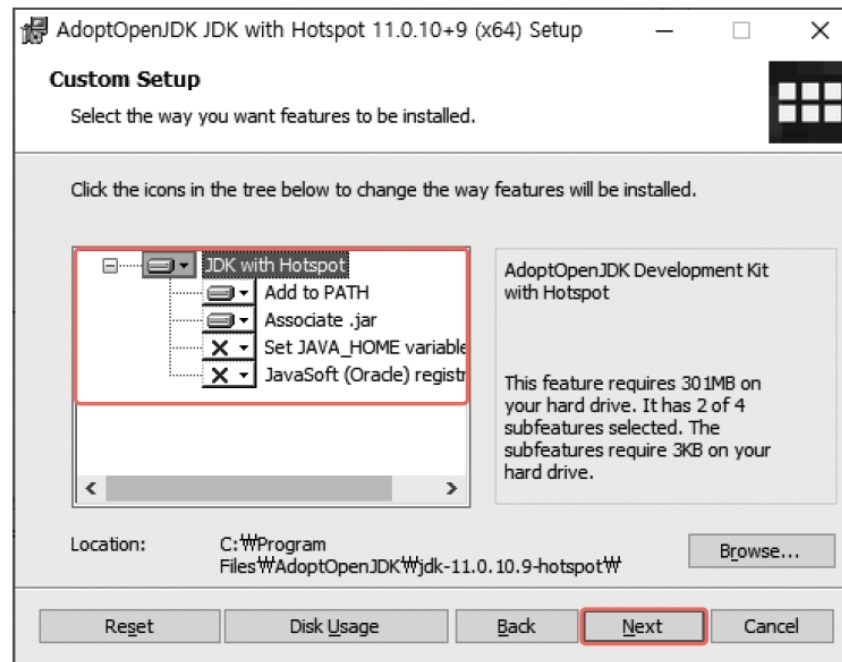 AdoptOpenJDK JDK with Hotspot 11.0.10+9 (x64) Setup
Custom Setup
Select the way you want features to be installed.
Click the icons in the tree below to change the way features will be installed.
JDK with Hotspot
Add to PATH
Associate .jar
Set JAVA_HOME variable
JavaSoft (Oracle) registr
AdoptOpenJDK Development Kit
with Hotspot
This feature requires 301MB on
your hard drive. It has 2 of 4
subfeatures selected. The
subfeatures require 3KB on your
hard drive.
Location:
C:₩Program
Files₩AdoptOpenJDK₩jdk-11.0.10.9-hotspot₩
Browse...
Reset
Disk Usage
Back
Next
Cancel